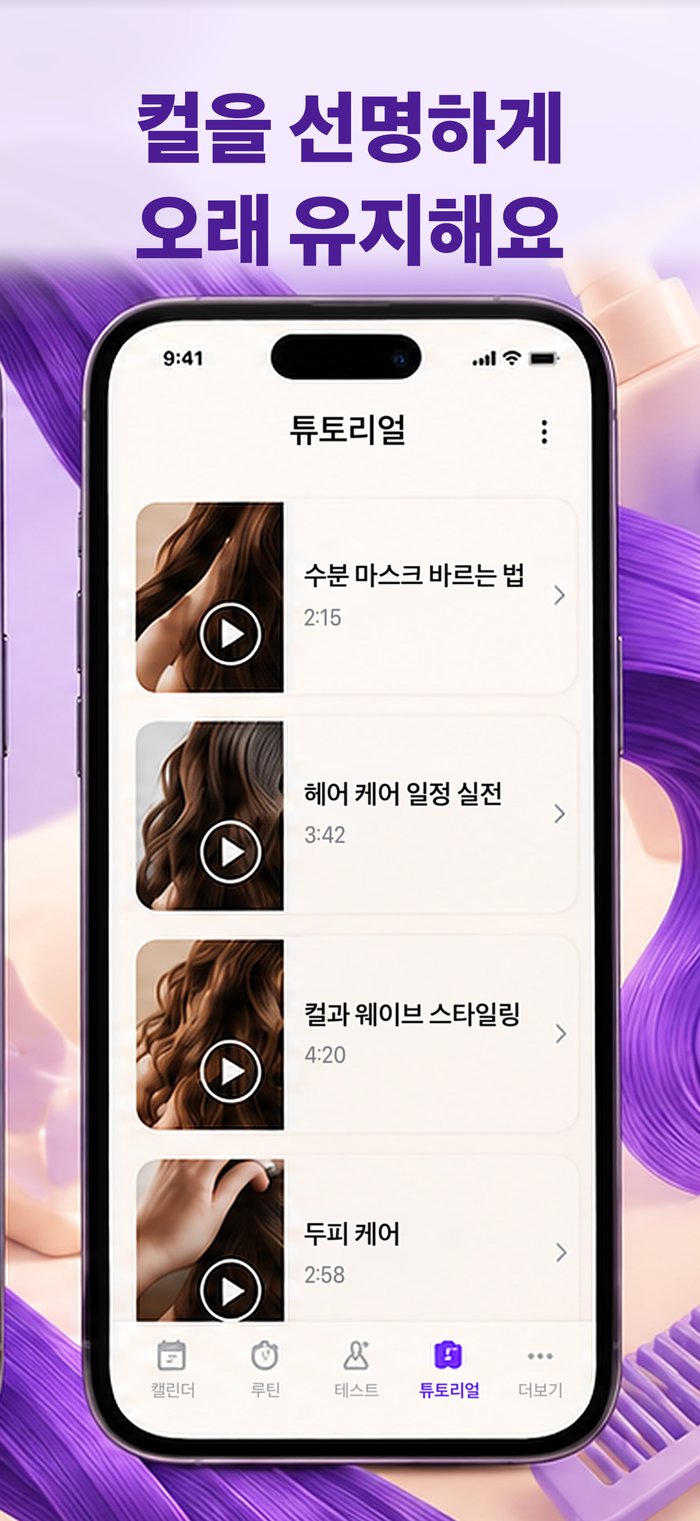 컬을 선명하게
오래 유지해요
9:41
튜토리얼
수분 마스크 바르는 법
2:15
헤어 케어 일정 실전
3:42
컬과 웨이브 스타일링
4:20
두피 케어
2:58
캘린더
루틴
테스트
튜토리얼
더보기